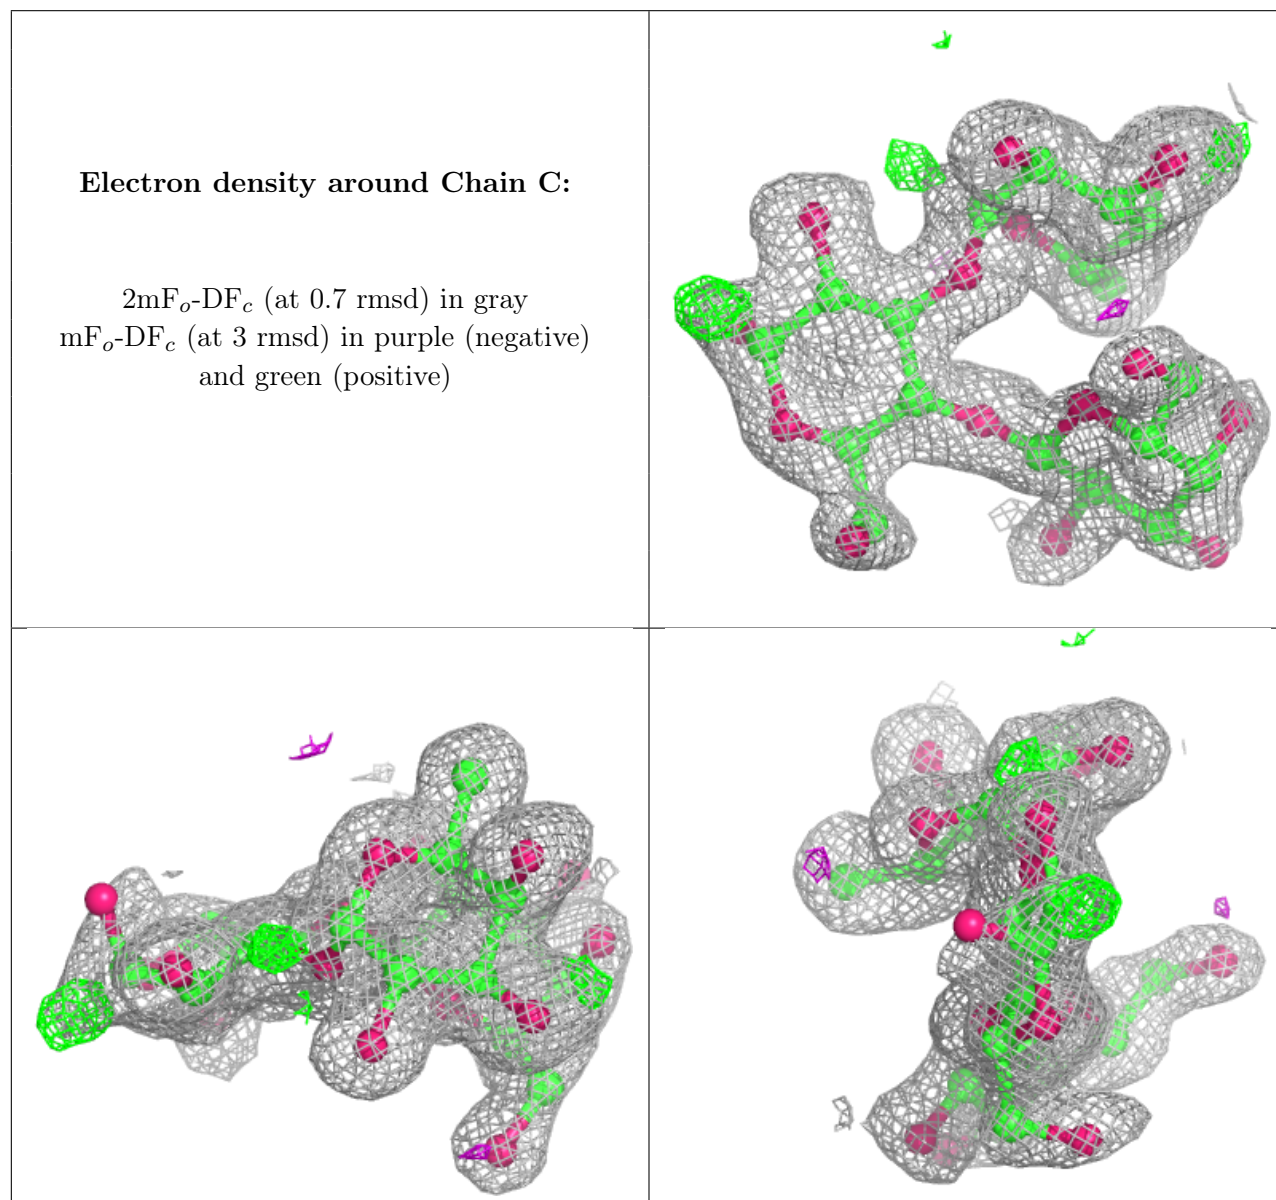 Electron density around Chain C:
2mFo-DFc (at 0.7 rmsd) in gray
mFo-DFc (at 3 rmsd) in purple (negative)
and green (positive)